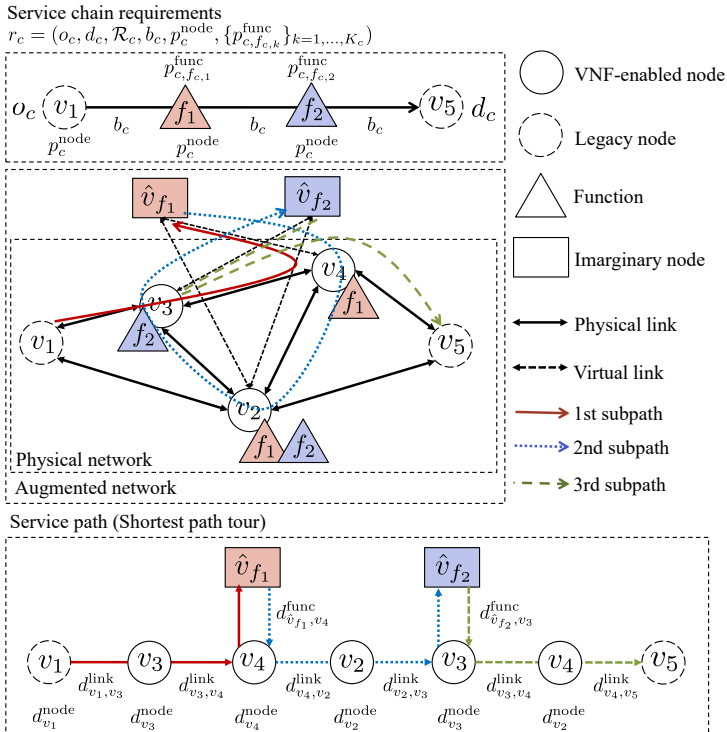 Service chain requirements
r_c = (o_c, d_c, R_c, b_c, p_c^node, {p_{c,f_{c,k}}^func}_{k=1,...,K_c})
p_{c,f_{c,1}}^func p_{c,f_{c,2}}^func
o_c v_1 f_1 f_2 v_5 d_c
b_c b_c b_c
p_c^node p_c^node p_c^node
VNF-enabled node
Legacy node
Function
Imarginary node
Physical link
Virtual link
1st subpath
2nd subpath
3rd subpath
v̂_{f_1} v̂_{f_2}
v_4
f_1
v_3
f_2
v_1
v_5
v_2
f_1 f_2
Physical network
Augmented network
Service path (Shortest path tour)
v̂_{f_1} v̂_{f_2}
d_{v̂_{f_1},v_4}^func d_{v̂_{f_2},v_3}^func
v_1 v_3 v_4 v_2 v_3 v_4 v_5
d_{v_1,v_3}^link d_{v_3,v_4}^link d_{v_4,v_2}^link d_{v_2,v_3}^link d_{v_3,v_4}^link d_{v_4,v_5}^link
d_{v_1}^node d_{v_3}^node d_{v_4}^node d_{v_2}^node d_{v_3}^node d_{v_2}^node